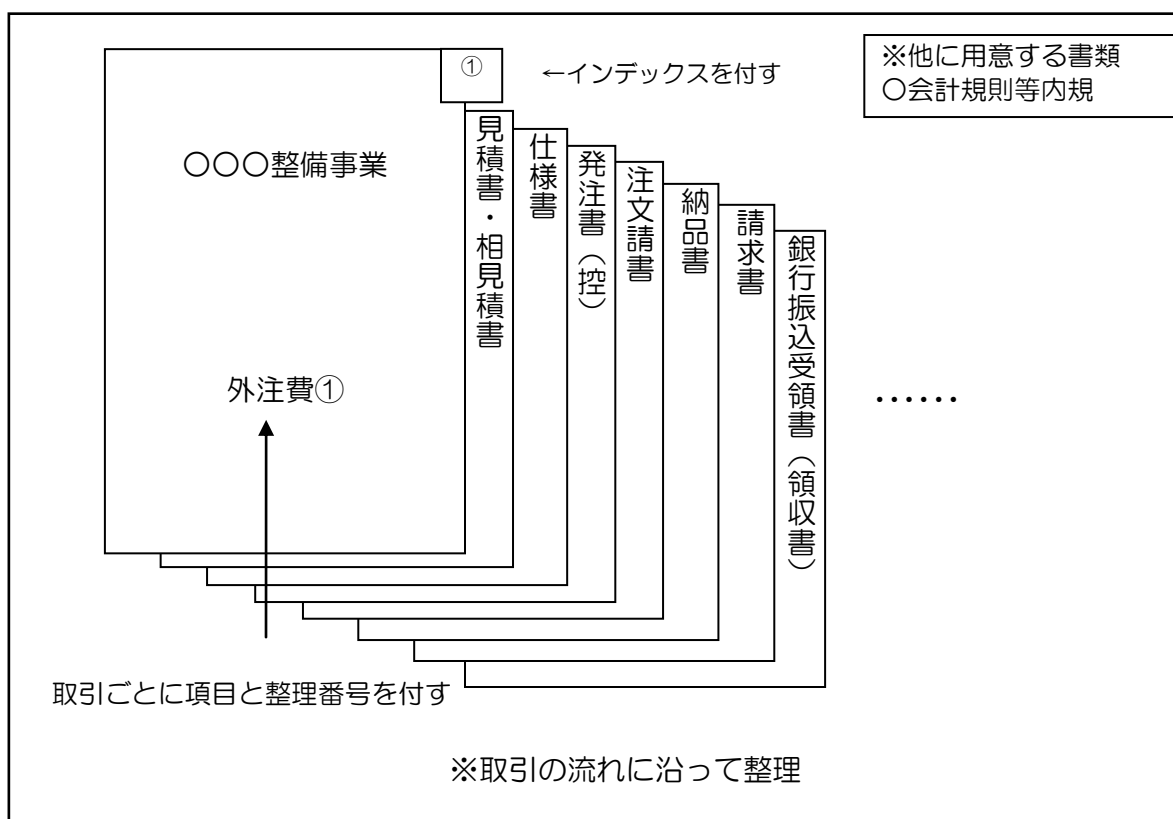 ※他に用意する書類
〇会計規則等内規
①
←インデックスを付す
〇〇〇整備事業
外注費①
見積書・相見積書
仕様書
発注書（控）
注文請書
納品書
請求書
銀行振込受領書（領収書）
……
取引ごとに項目と整理番号を付す
※取引の流れに沿って整理